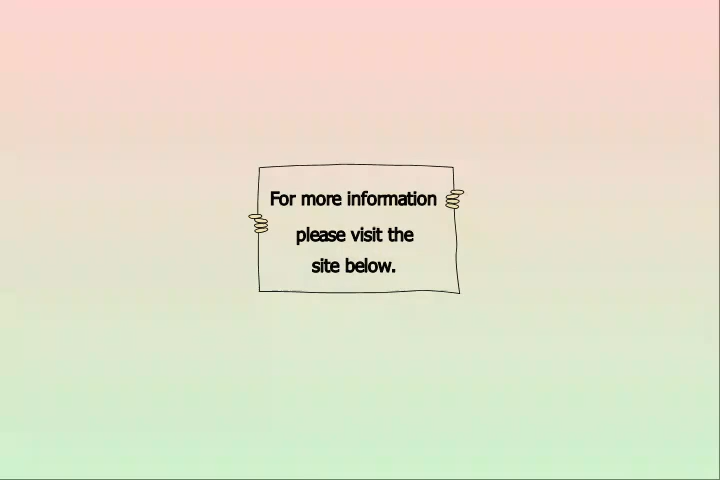 For more information
please visit the
site below.